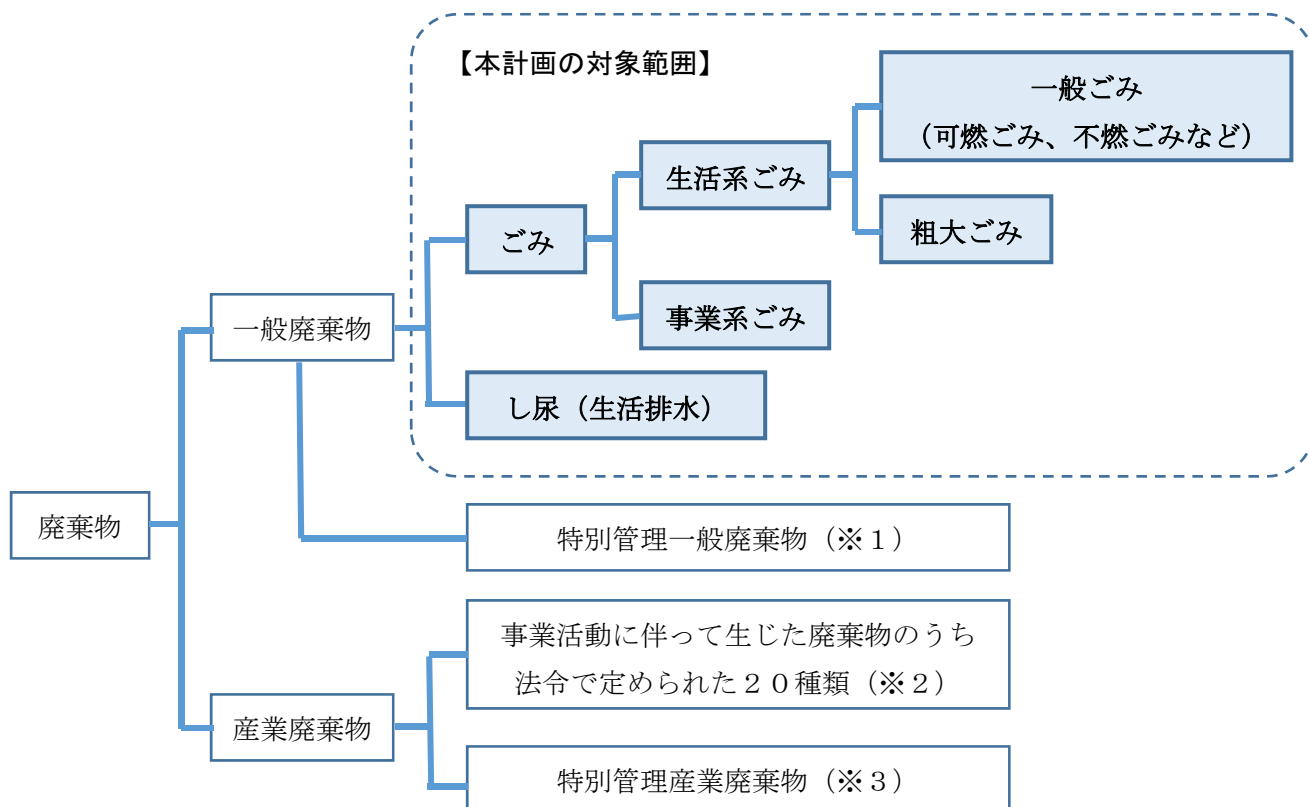 【本計画の対象範囲】
一般ごみ
（可燃ごみ、不燃ごみなど）
生活系ごみ
粗大ごみ
ごみ
事業系ごみ
一般廃棄物
し尿（生活排水）
廃棄物
特別管理一般廃棄物（※１）
事業活動に伴って生じた廃棄物のうち
法令で定められた２０種類（※２）
産業廃棄物
特別管理産業廃棄物（※３）